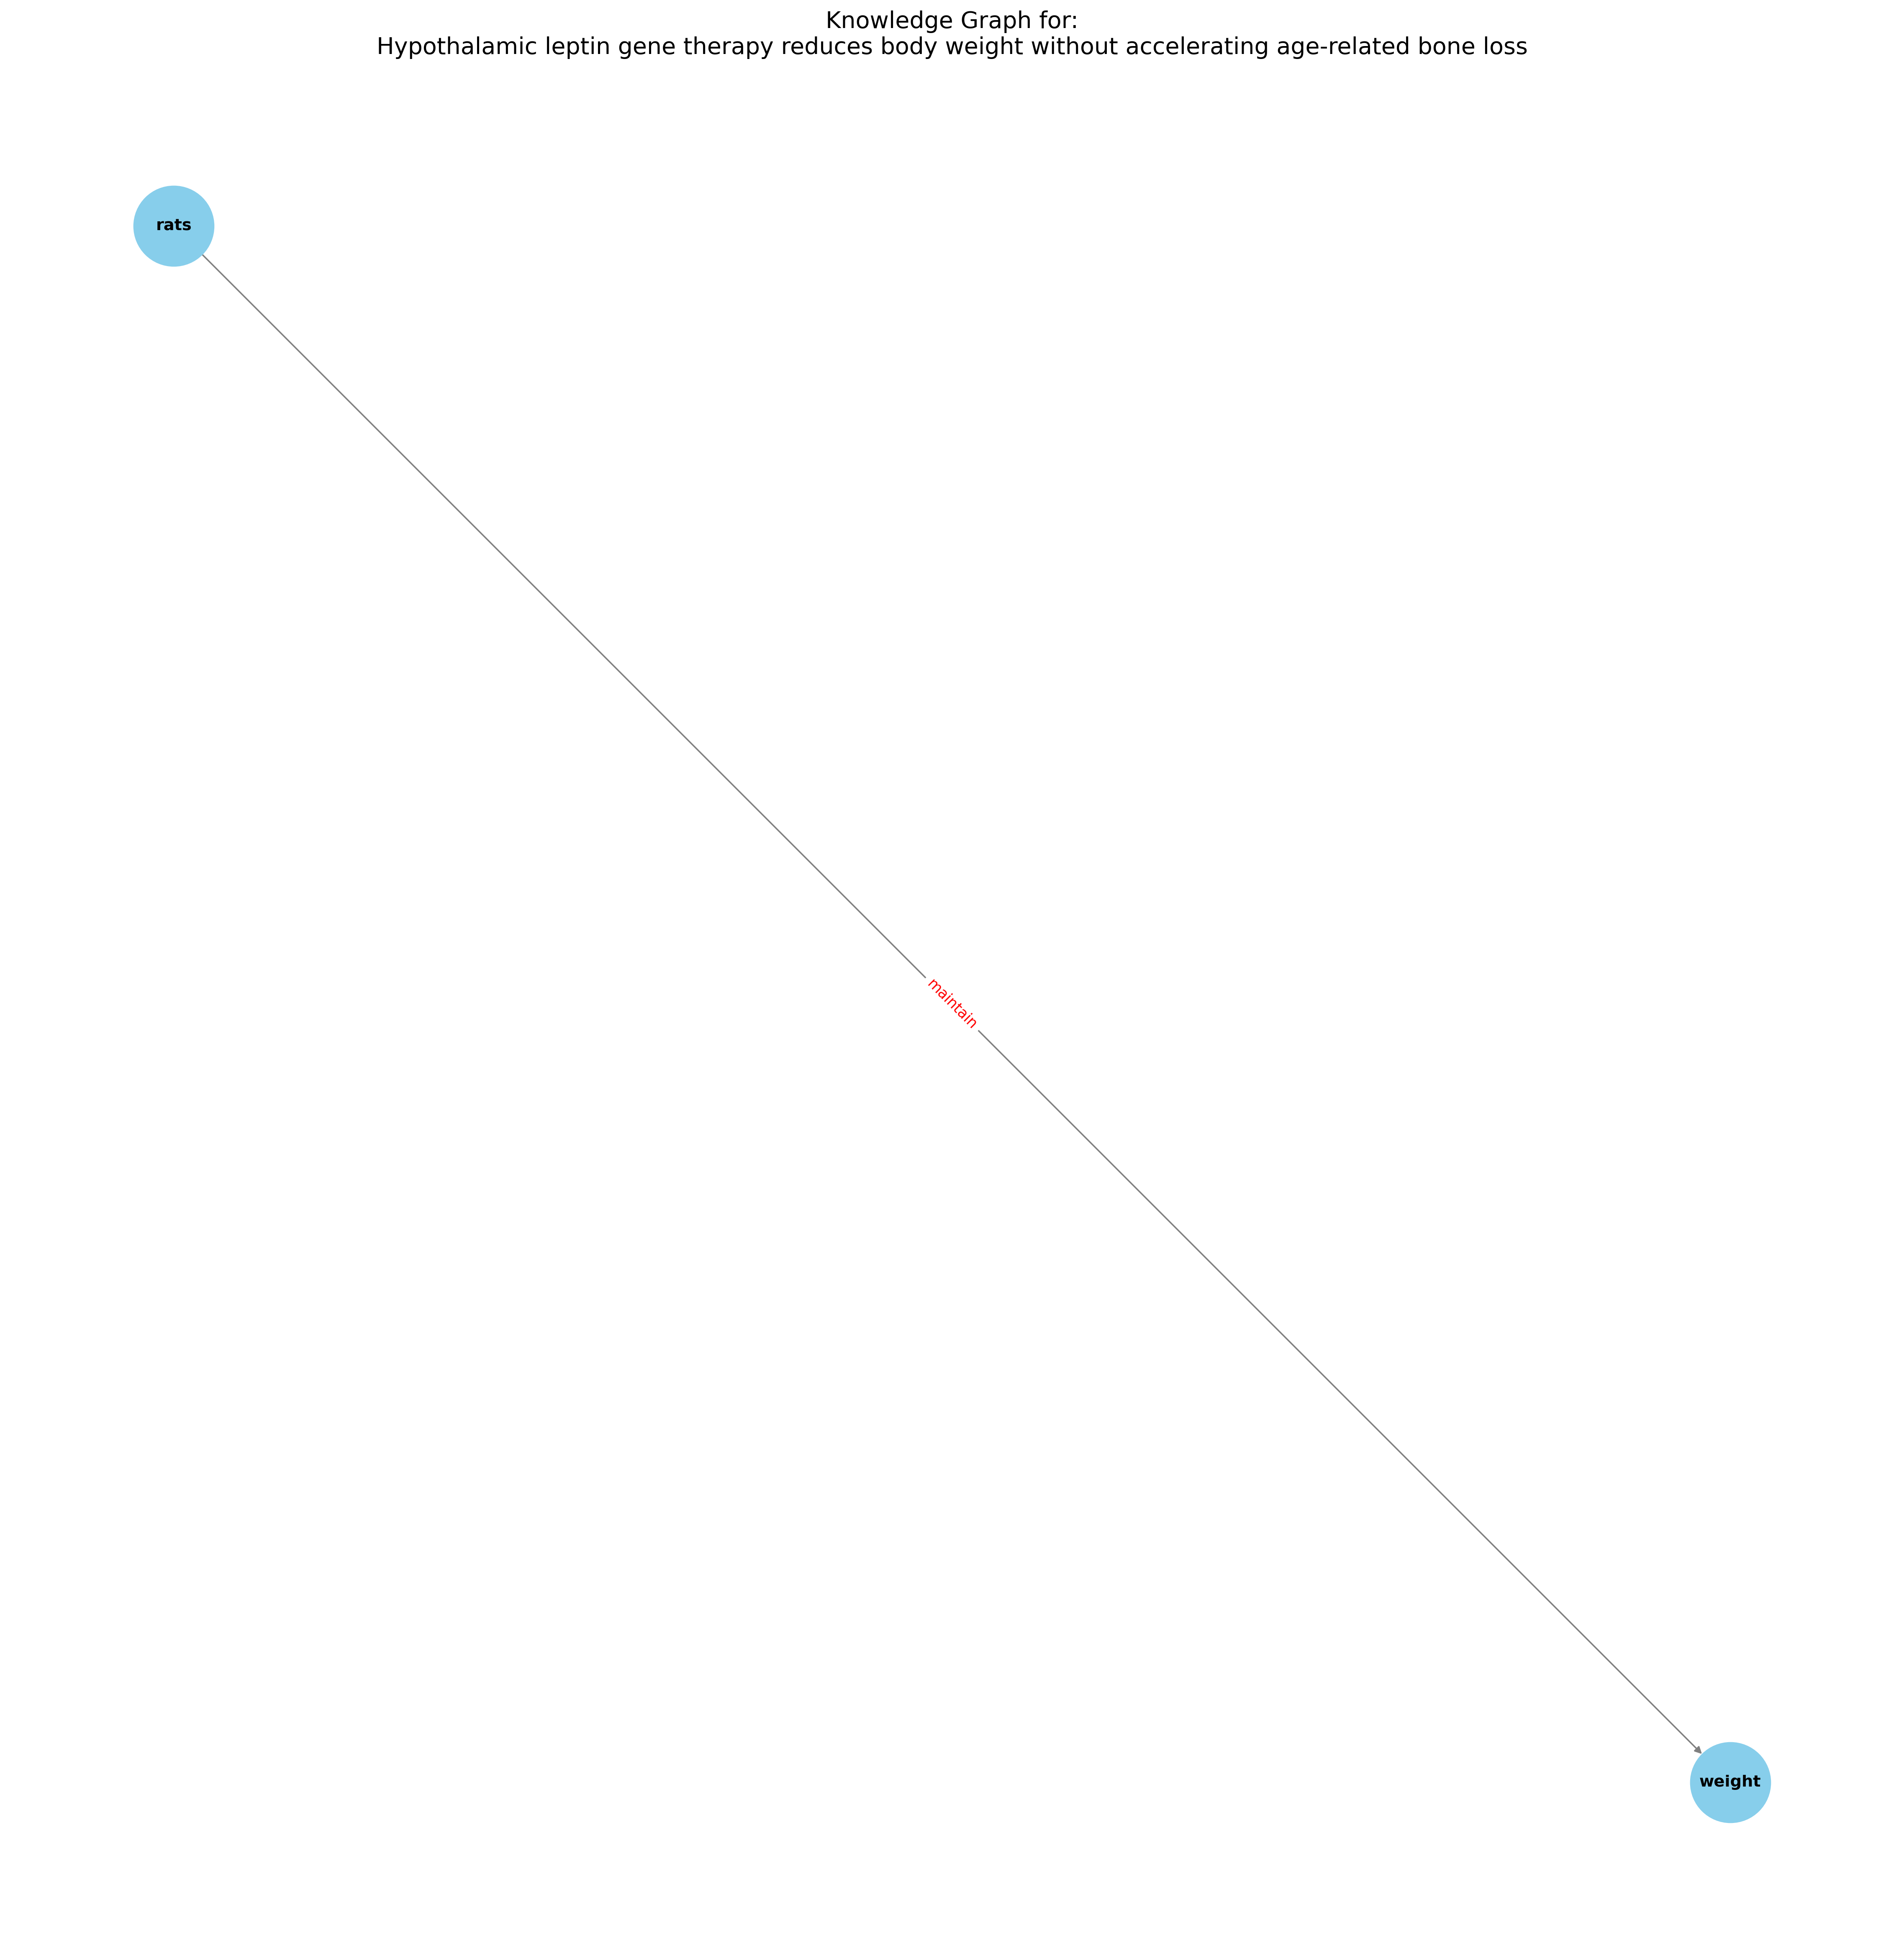 Knowledge Graph for:
Hypothalamic leptin gene therapy reduces body weight without accelerating age-related bone loss
rats
maintain
weight